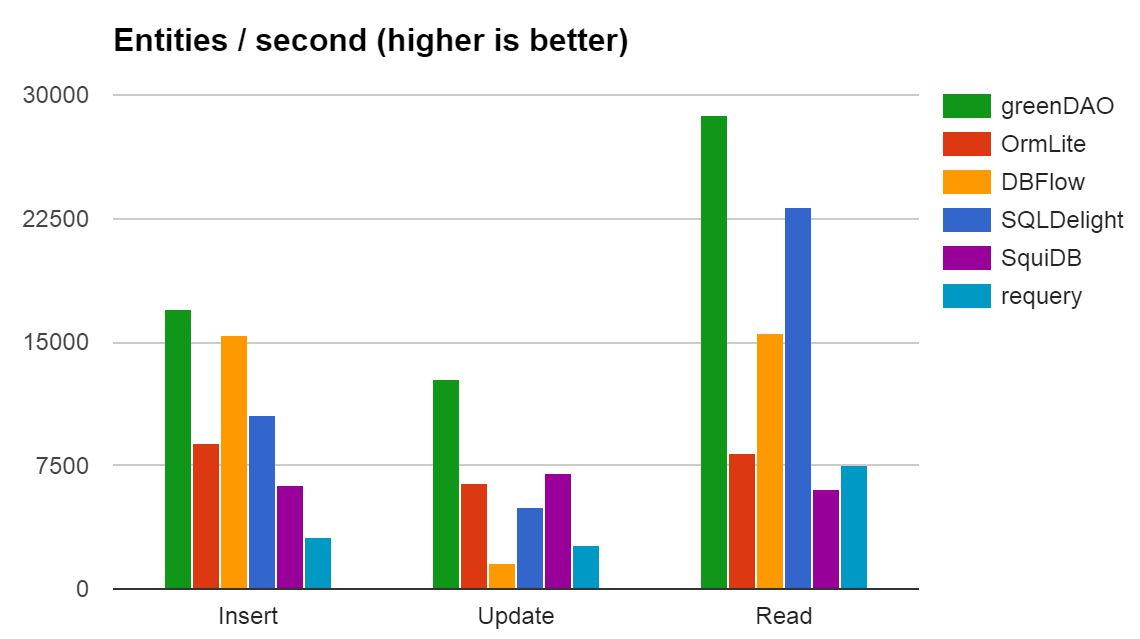 Entities / second (higher is better)
30000
22500
15000
7500
0
Insert
Update
Read
greenDAO
OrmLite
DBFlow
SQLDelight
SquiDB
requery